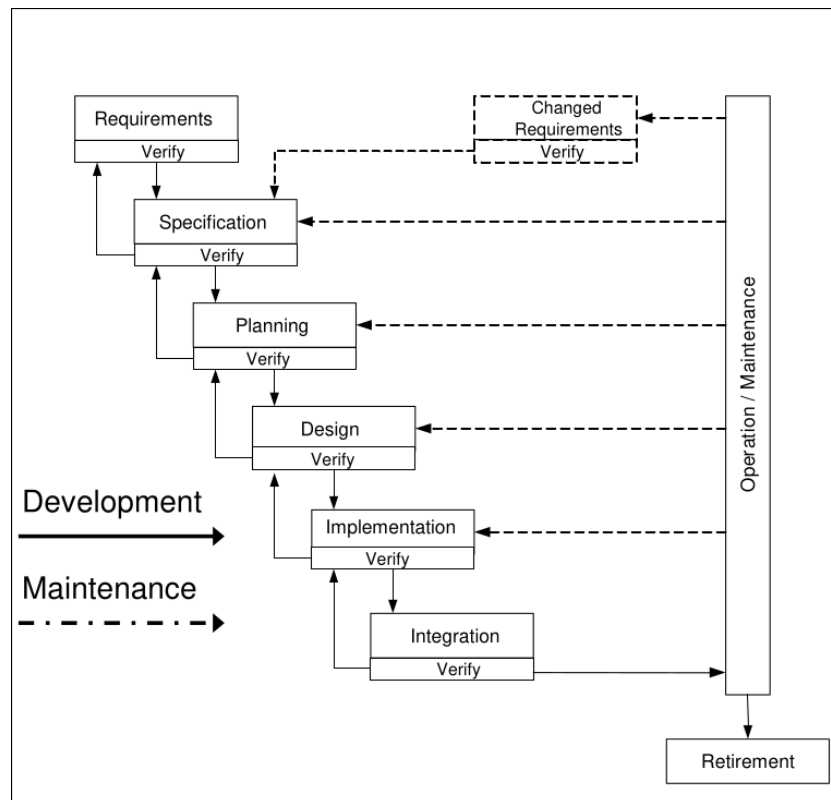 Requirements
Verify
Changed
Requirements
Verify
Specification
Verify
Planning
Verify
Design
Verify
Implementation
Verify
Integration
Verify
Operation / Maintenance
Retirement
Development
Maintenance